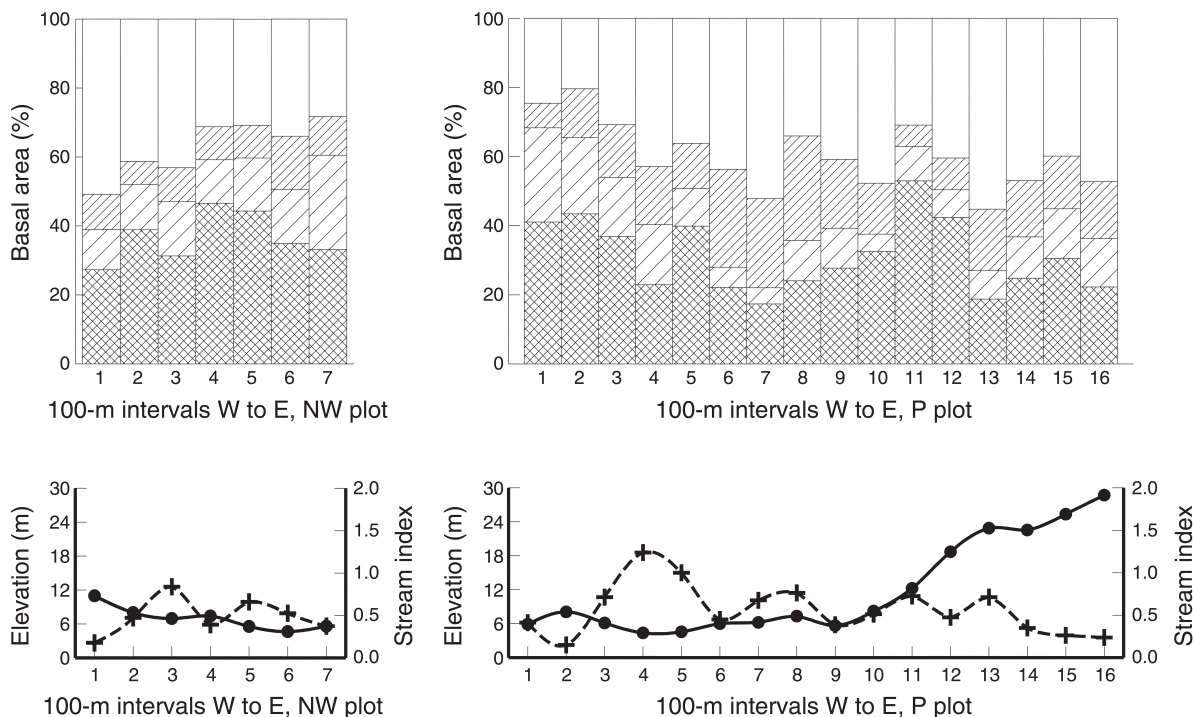 100
80
60
40
20
0
Basal area (%)
1 2 3 4 5 6 7
100-m intervals W to E, NW plot
100
80
60
40
20
0
Basal area (%)
1 2 3 4 5 6 7 8 9 10 11 12 13 14 15 16
100-m intervals W to E, P plot
30
24
18
12
6
0
Elevation (m)
2.0
1.5
1.0
0.5
0.0
Stream index
1 2 3 4 5 6 7
100-m intervals W to E, NW plot
30
24
18
12
6
0
Elevation (m)
2.0
1.5
1.0
0.5
0.0
Stream index
1 2 3 4 5 6 7 8 9 10 11 12 13 14 15 16
100-m intervals W to E, P plot